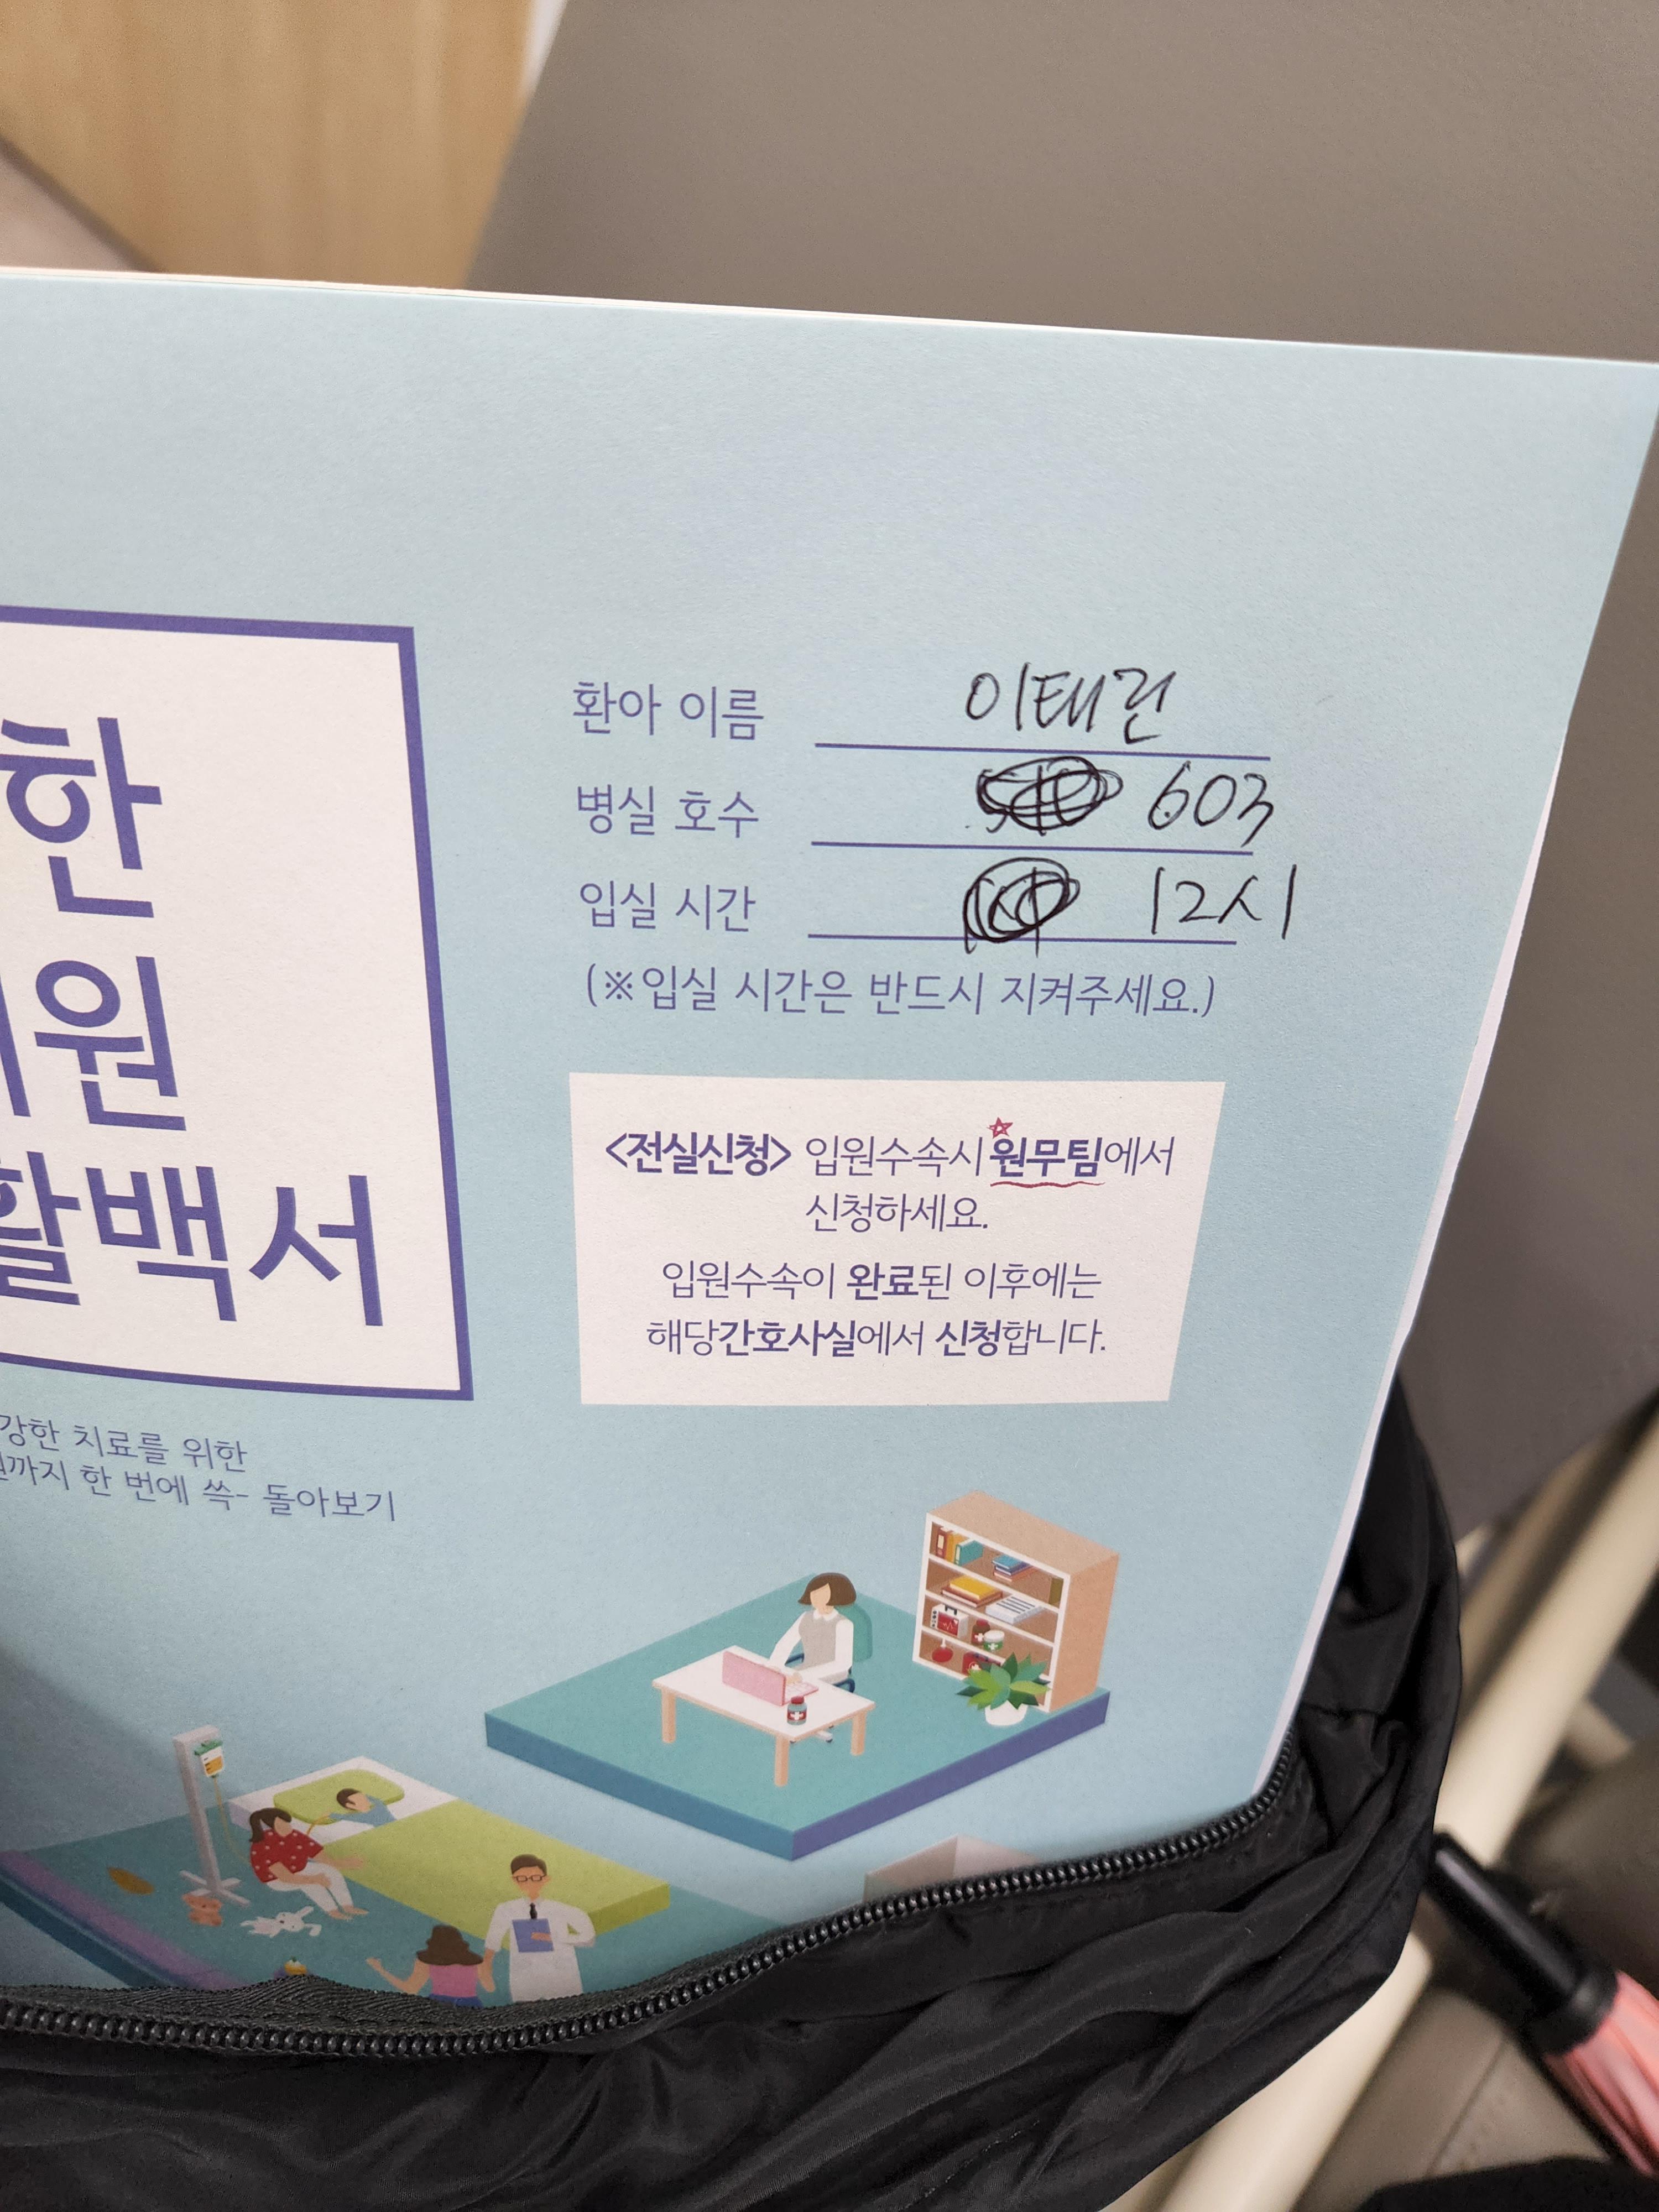 한
원
활백서
강한 치료를 위한
까지 한 번에 쓱- 돌아보기
환아 이름 이태린
병실 호수 603
입실 시간 12시
(※입실 시간은 반드시 지켜주세요.)
<전실신청> 입원수속시 원무팀에서
신청하세요.
입원수속이 완료된 이후에는
해당간호사실에서 신청합니다.